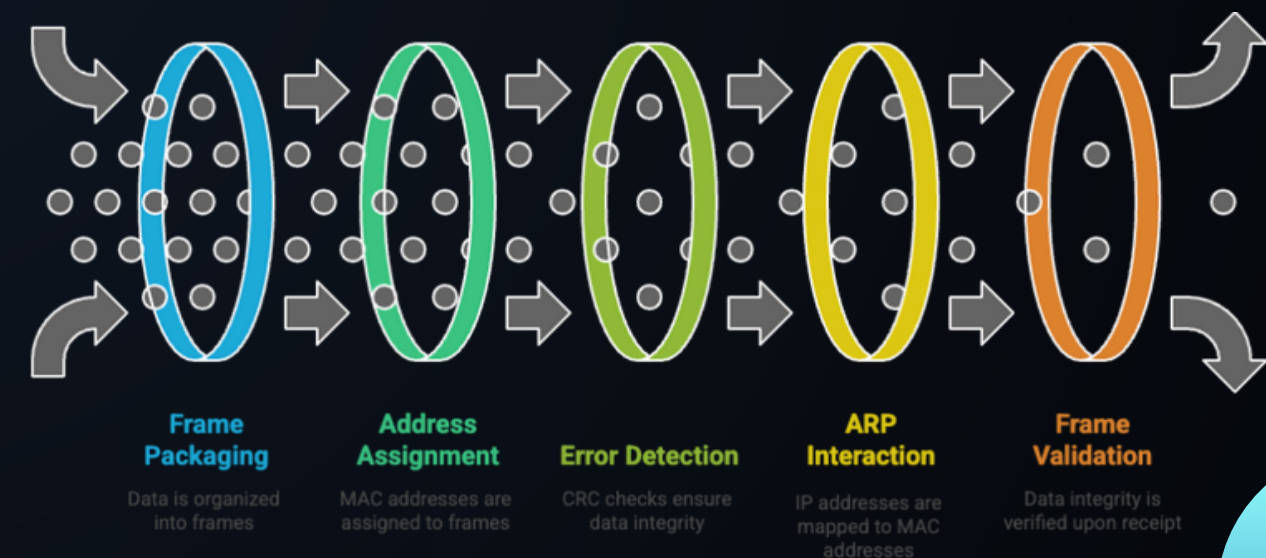 Frame
Packaging
Data is organized
into frames
Address
Assignment
MAC addresses are
assigned to frames
Error Detection
CRC checks ensure
data integrity
ARP
Interaction
IP addresses are
mapped to MAC
addresses
Frame
Validation
Data integrity is
verified upon receipt